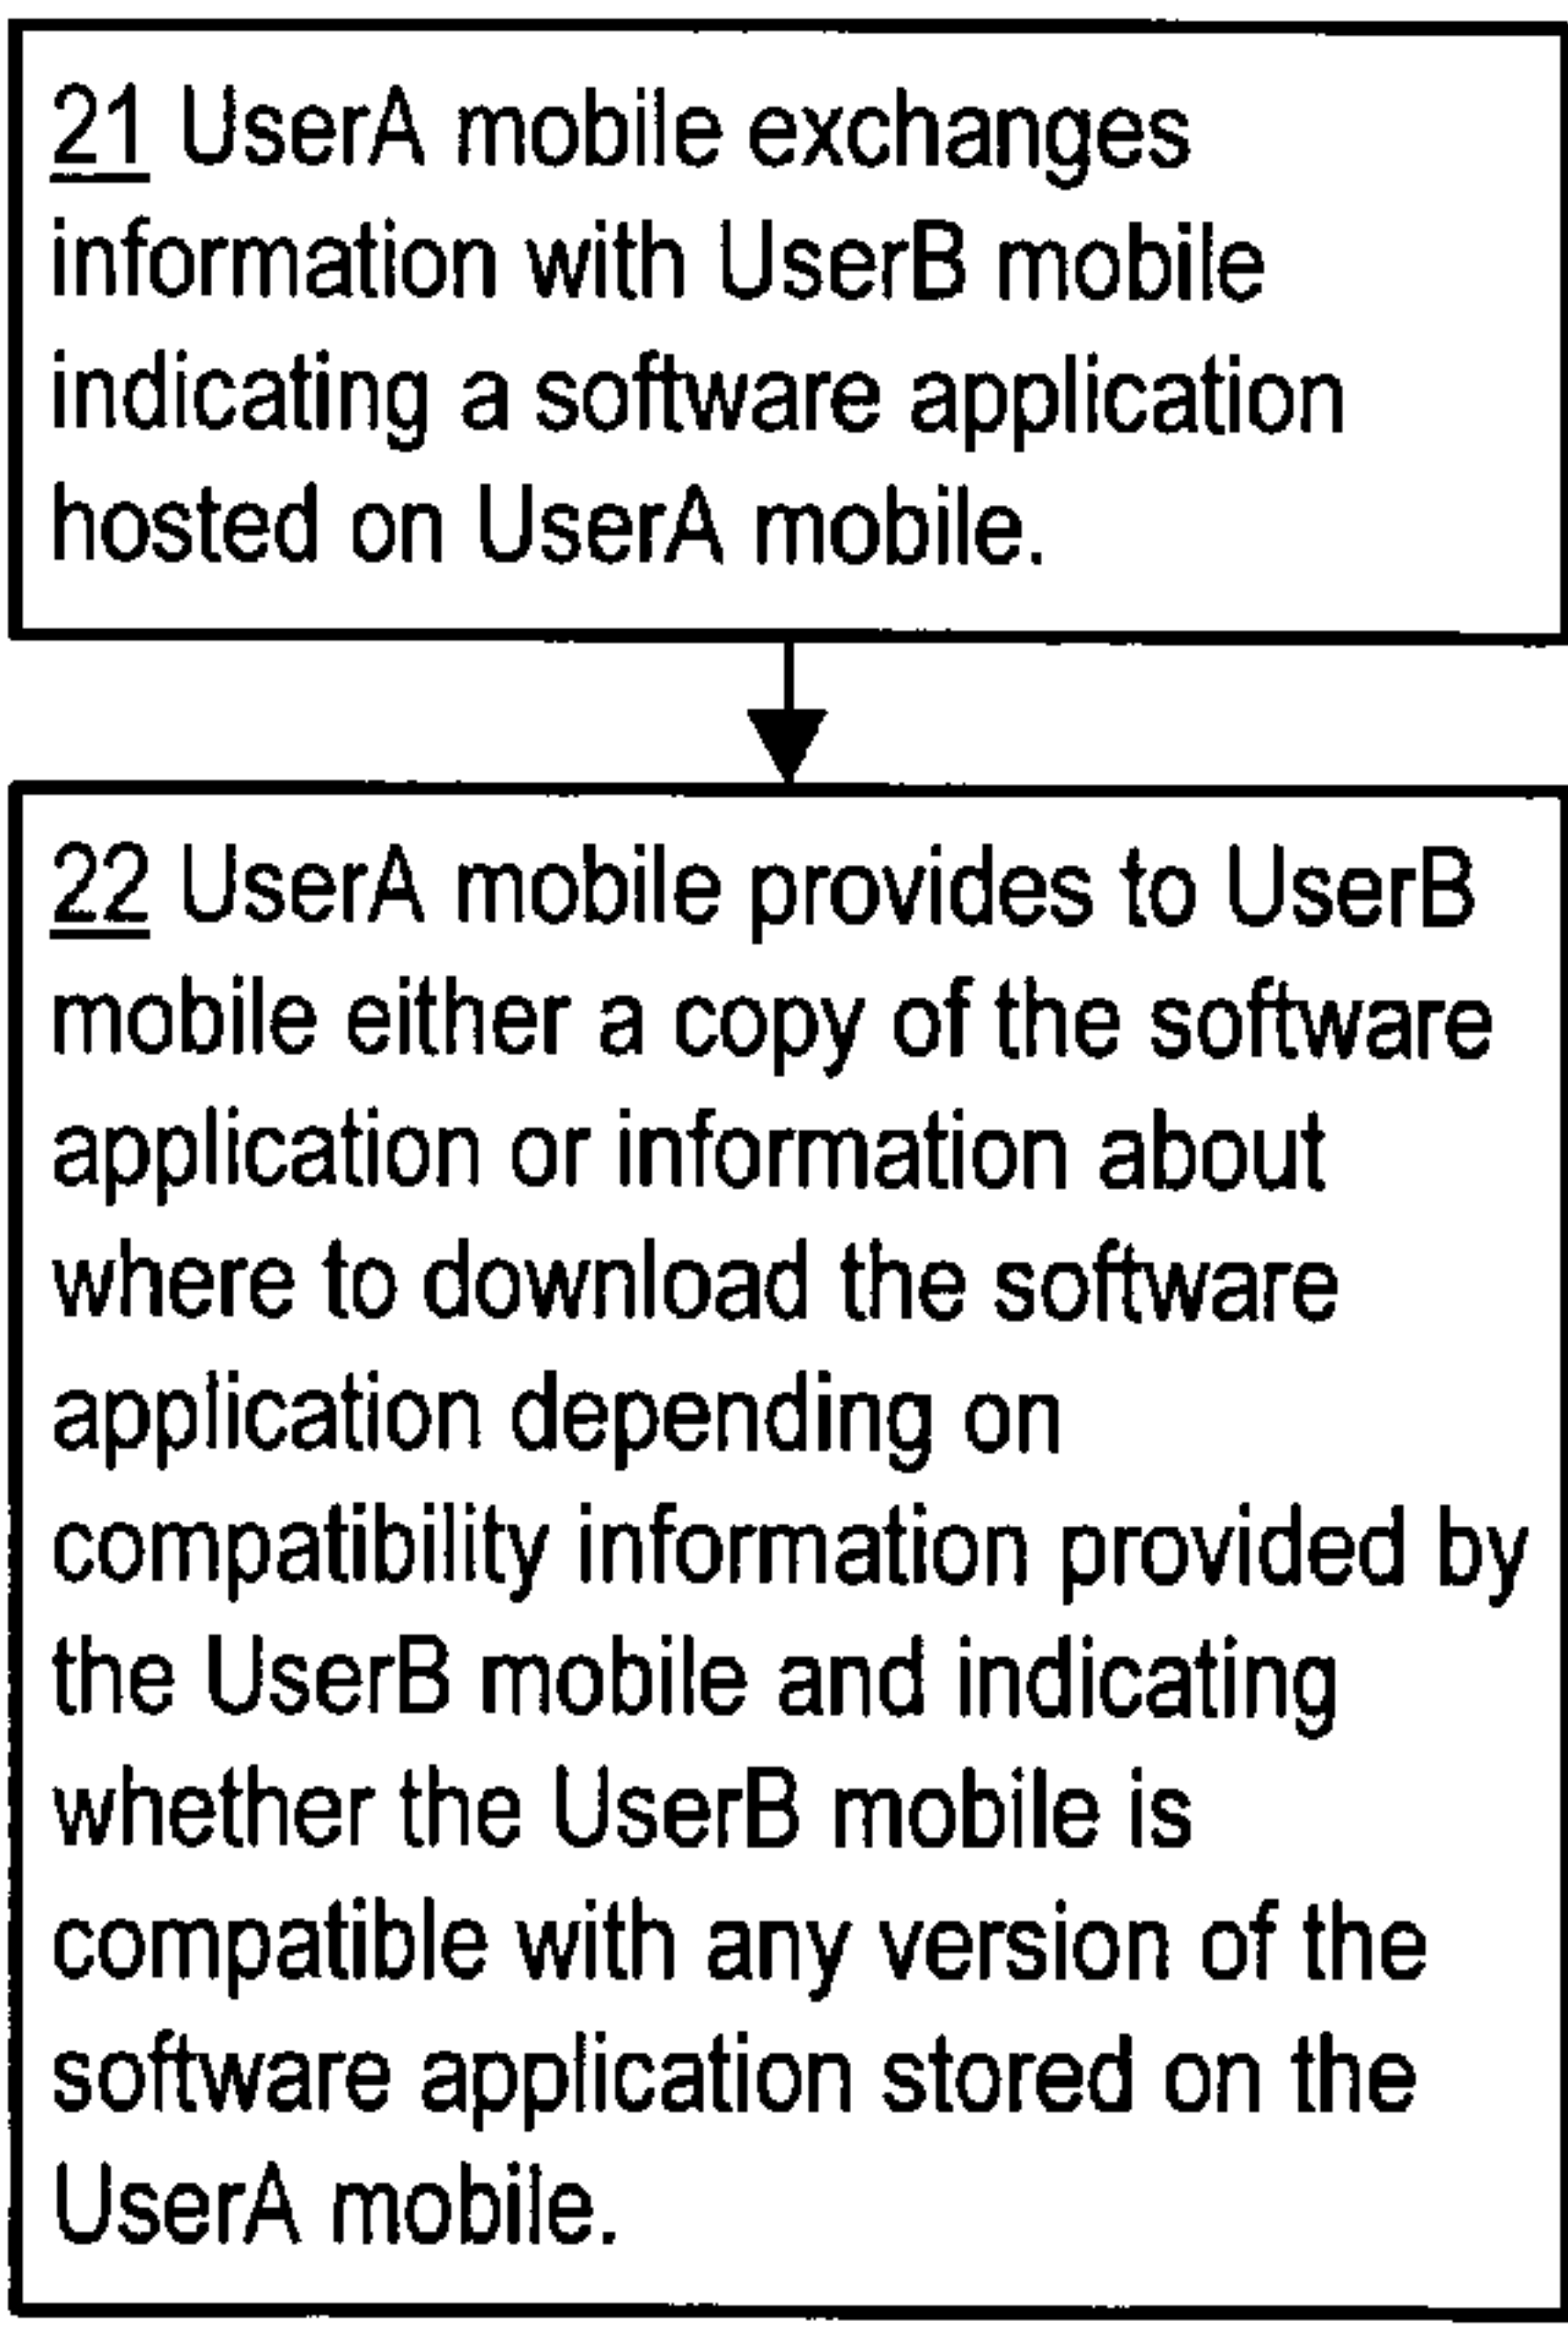 21 UserA mobile exchanges
information with UserB mobile
indicating a software application
hosted on UserA mobile.
22 UserA mobile provides to UserB
mobile either a copy of the software
application or information about
where to download the software
application depending on
compatibility information provided by
the UserB mobile and indicating
whether the UserB mobile is
compatible with any version of the
software application stored on the
UserA mobile.